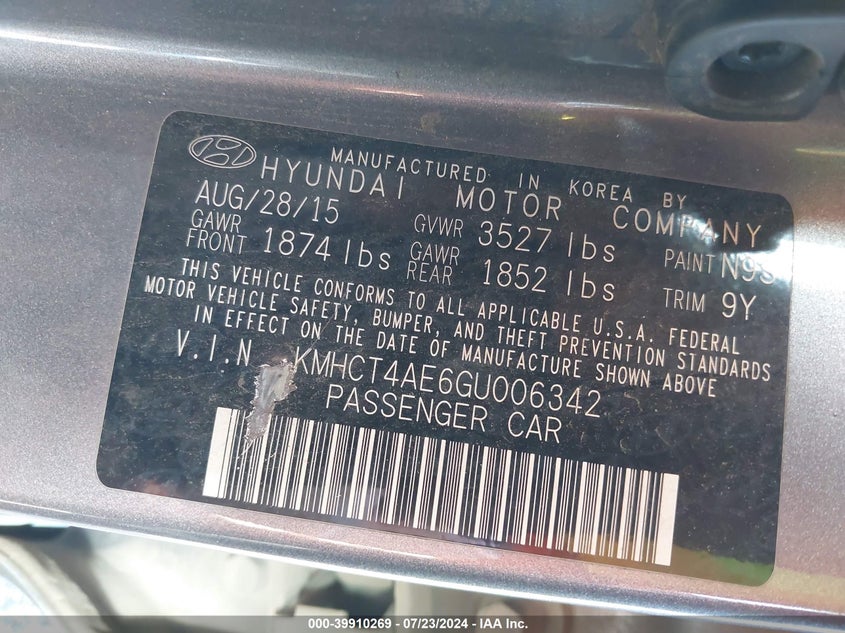 MANUFACTURED IN KOREA BY
HYUNDAI MOTOR COMPANY
AUG/28/15 GVWR 3527 lbs PAINT N9S
GAWR FRONT 1874 lbs GAWR REAR 1852 lbs TRIM 9Y
THIS VEHICLE CONFORMS TO ALL APPLICABLE U.S.A. FEDERAL
MOTOR VEHICLE SAFETY, BUMPER, AND THEFT PREVENTION STANDARDS
IN EFFECT ON THE DATE OF MANUFACTURE SHOWN ABOVE
V.I.N KMHCT4AE6GU006342
PASSENGER CAR
000-39910269 - 07/23/2024 - IAA Inc.